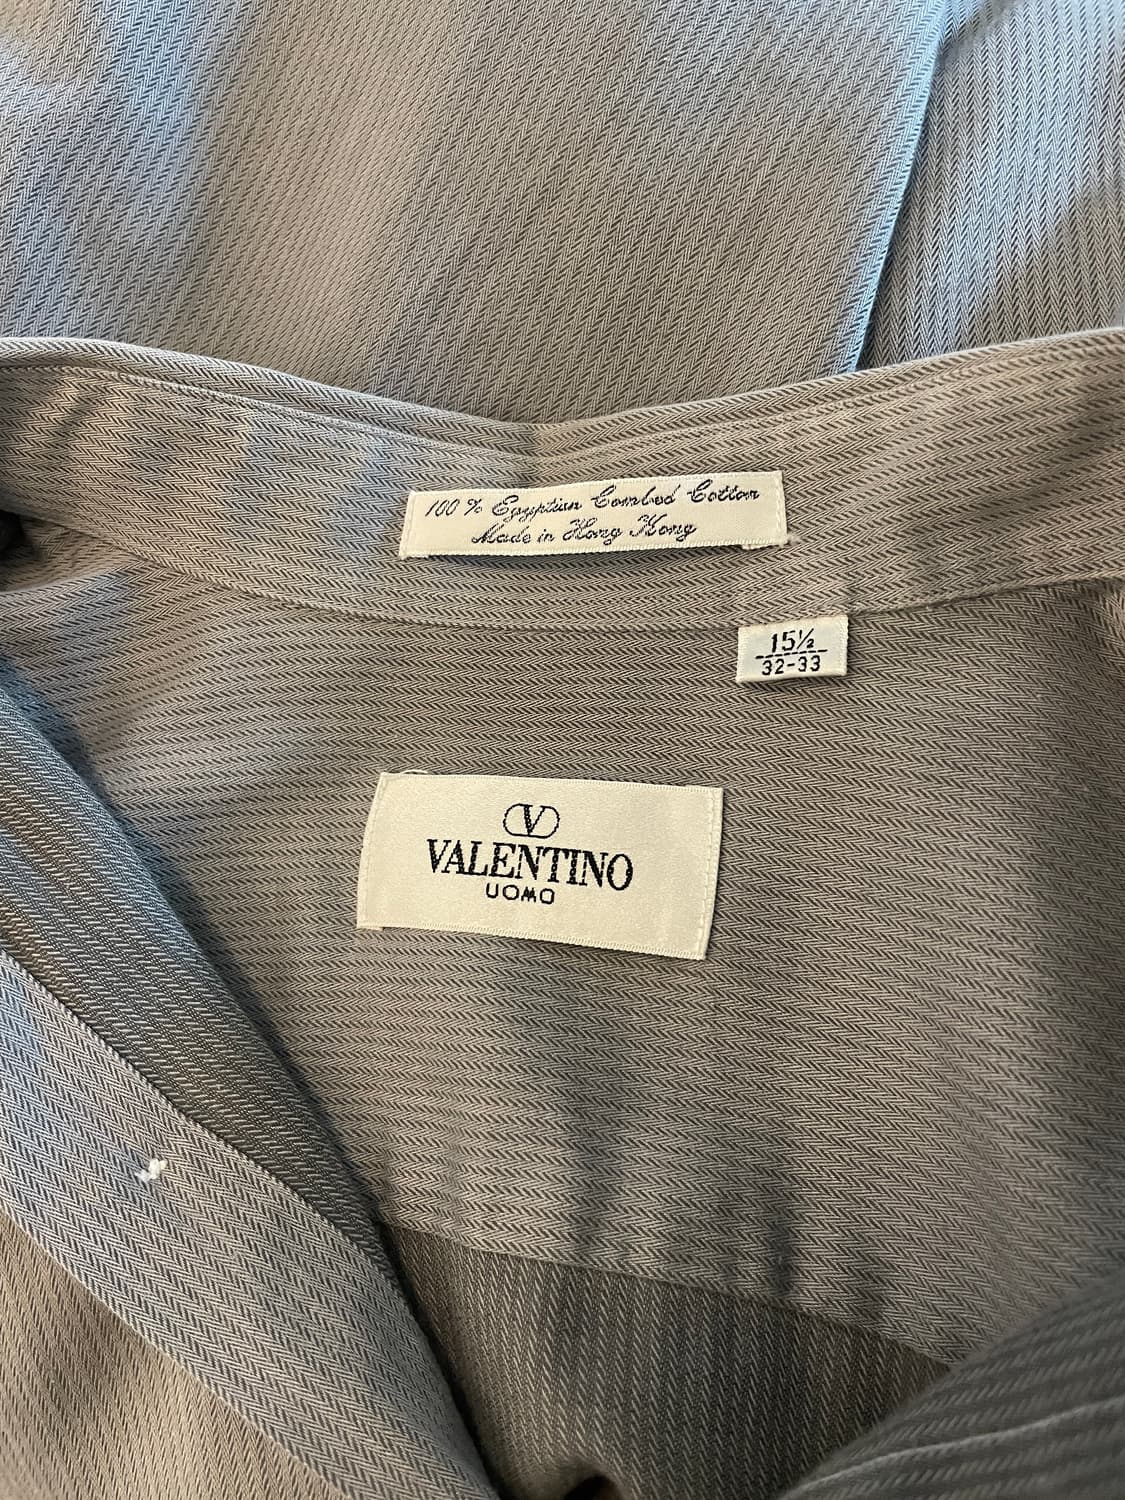 100 % Egyptian Combed Cotton
Made in Hong Kong
15½
32-33
V
VALENTINO
UOMO